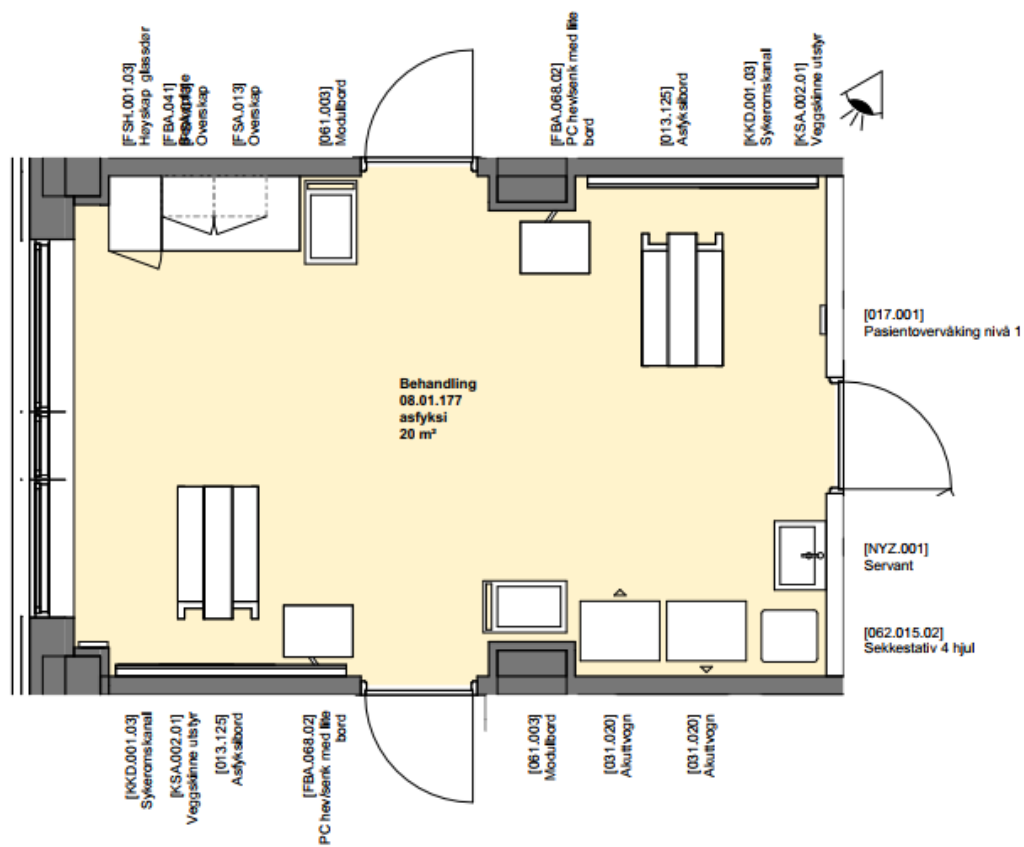 [FSH.001.03]
Høyskap glassdør
[FBA.041]
Overskap
[FSA.013]
Overskap
[061.003]
Modulbord
[FBA.068.02]
PC hev/senk med lite
bord
[013.125]
Asfyksibord
[KKD.001.03]
Sykeromskanal
[KSA.002.01]
Veggskinne utstyr
[017.001]
Pasientovervåking nivå 1
Behandling
08.01.177
asfyksi
20 m²
[NYZ.001]
Servant
[062.015.02]
Sekkestativ 4 hjul
[KKD.001.03]
Sykeromskanal
[KSA.002.01]
Veggskinne utstyr
[013.125]
Asfyksibord
[FBA.068.02]
PC hev/senk med lite
bord
[061.003]
Modulbord
[031.020]
Akuttvogn
[031.020]
Akuttvogn